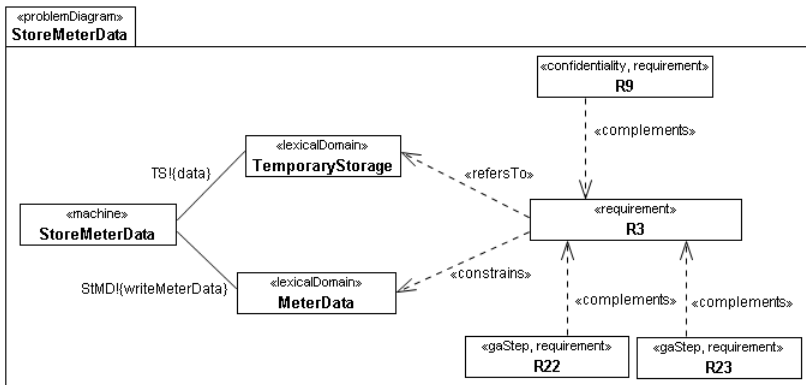 «problemDiagram»
StoreMeterData
«confidentiality, requirement»
R9
«complements»
«lexicalDomain»
TemporaryStorage
TS!{data}
«refersTo»
«machine»
StoreMeterData
«requirement»
R3
StMD!{writeMeterData}
«lexicalDomain»
MeterData
«constrains»
«complements»
«complements»
«gaStep, requirement»
R22
«gaStep, requirement»
R23